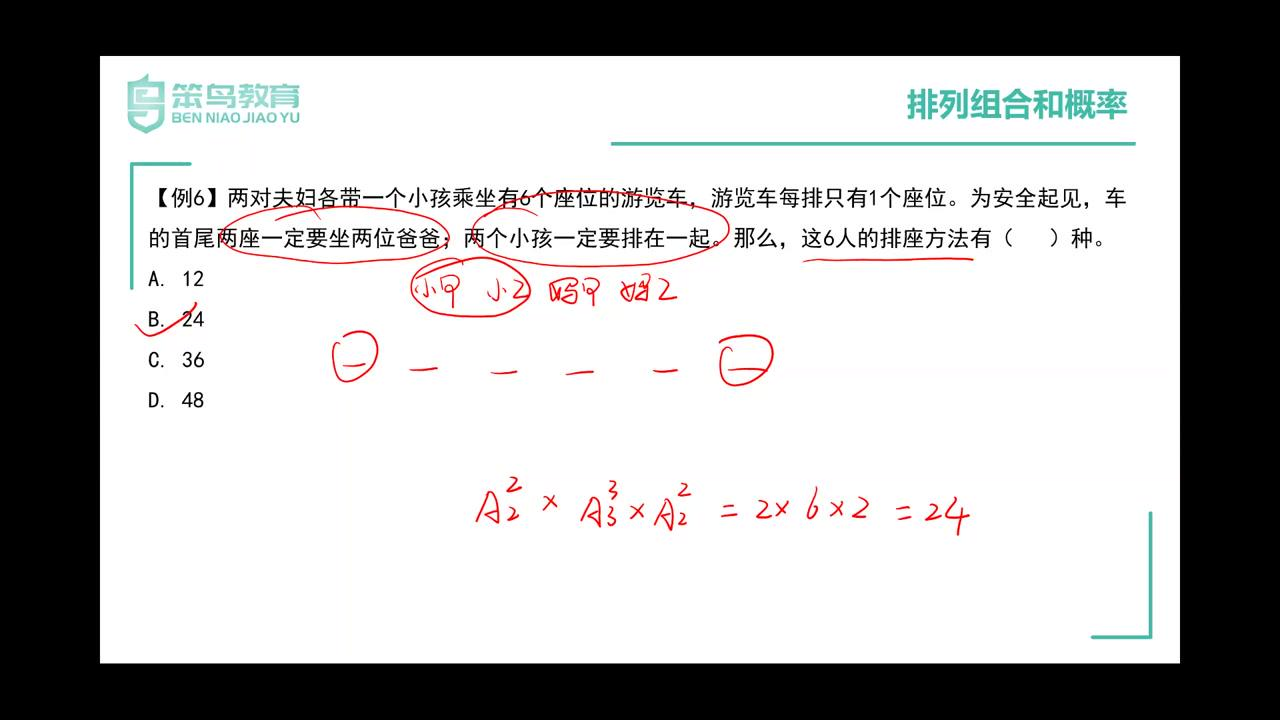 笨鸟教育
BEN NIAO JIAO YU
排列组合和概率
【例6】两对夫妇各带一个小孩乘坐有6个座位的游览车，游览车每排只有1个座位。为安全起见，车
的首尾两座一定要坐两位爸爸；两个小孩一定要排在一起。那么，这6人的排座方法有（　）种。
A. 12
小甲 小乙 妈甲 妈乙
B. 24
C. 36
D. 48
A₂² × A₃³ × A₂² = 2 × 6 × 2 = 24